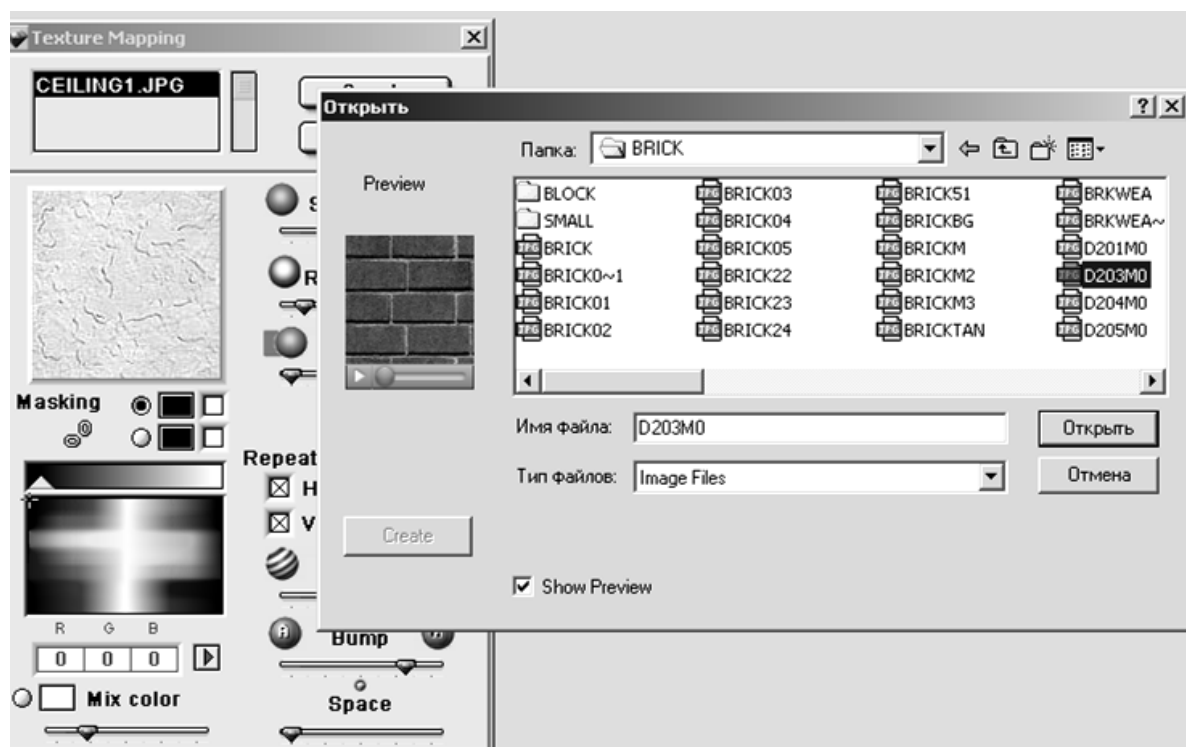 Texture Mapping
CEILING1.JPG
Открыть
Папка: BRICK
Preview
BLOCK BRICK03 BRICK51 BRKWEA
SMALL BRICK04 BRICKBG BRKWEA~
BRICK BRICK05 BRICKM D201M0
BRICK0~1 BRICK22 BRICKM2 D203M0
BRICK01 BRICK23 BRICKM3 D204M0
BRICK02 BRICK24 BRICKTAN D205M0
Имя файла: D203M0 Открыть
Тип файлов: Image Files Отмена
Create
Show Preview
Masking
Repeat
H
V
R G B
0 0 0
Mix color
Bump
Space